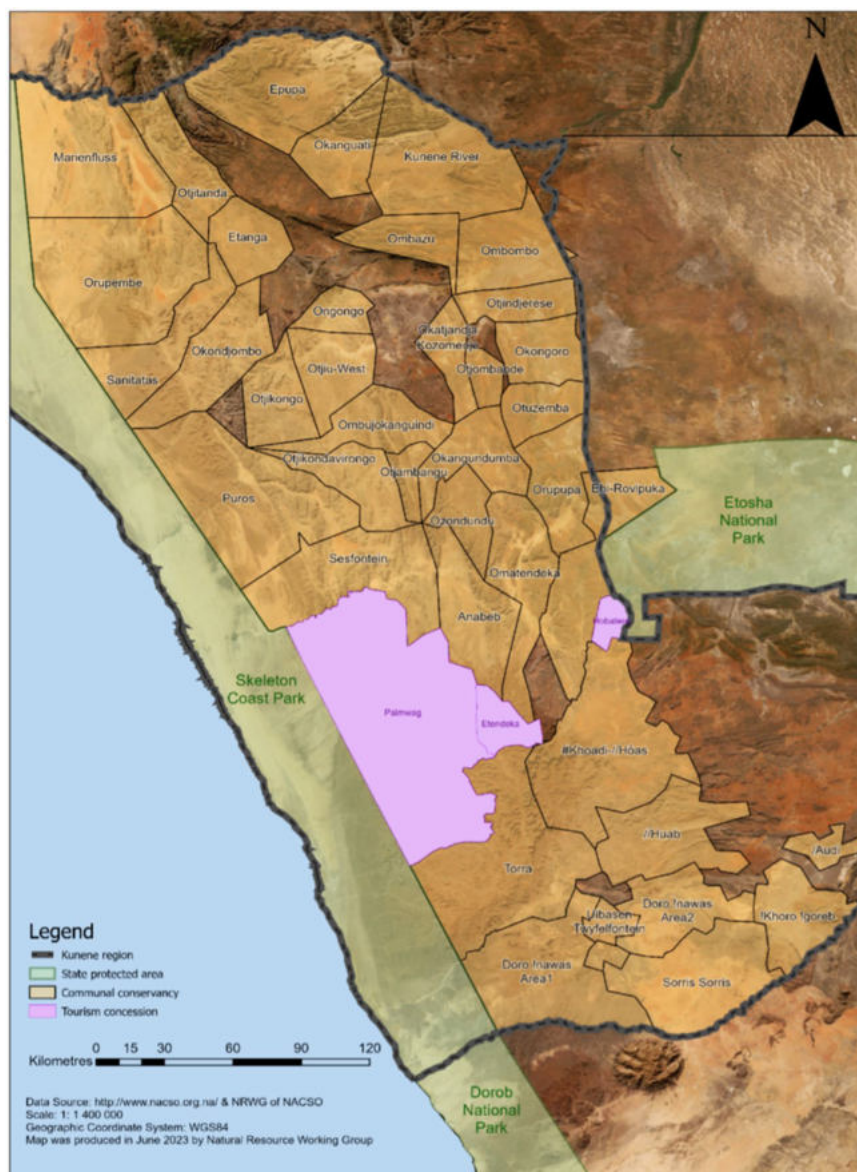 N
Epupa
Okanguati
Marienfluss
Kunene River
Otjitanda
Etanga
Ombazu
Ombombo
Orupembe
Otjindjerese
Ongongo
Okatjandja
Kozomenje
Okongoro
Okondjombo
Otjiu-West
Otjombande
Sanitatas
Otjikongo
Otuzemba
Ombujokanguindi
Otjikondavirongo
Otjambangu
Okangundumba
Puros
Orupupa
Ehi-Rovipuka
Etosha
National
Park
Ozondundu
Sesfontein
Omatendeka
Anabeb
Hobatere
Skeleton
Coast Park
Palmwag
Etendeka
#Khoadi-//Hôas
//Huab
/Audi
Torra
Doro !nawas
Area2
!Khoro !goreb
Uibasen
Twyfelfontein
Doro !nawas
Area1
Sorris Sorris
Legend
Kunene region
State protected area
Communal conservancy
Tourism concession
Kilometres 0 15 30 60 90 120
Dorob
National
Park
Data Source: http://www.nacso.org.na/ & NRWG of NACSO
Scale: 1: 1 400 000
Geographic Coordinate System: WGS84
Map was produced in June 2023 by Natural Resource Working Group